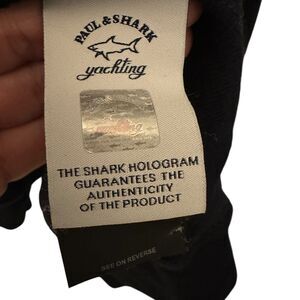 PAUL & SHARK
yachting
THE SHARK HOLOGRAM
GUARANTEES THE
AUTHENTICITY
OF THE PRODUCT
SEE ON REVERSE